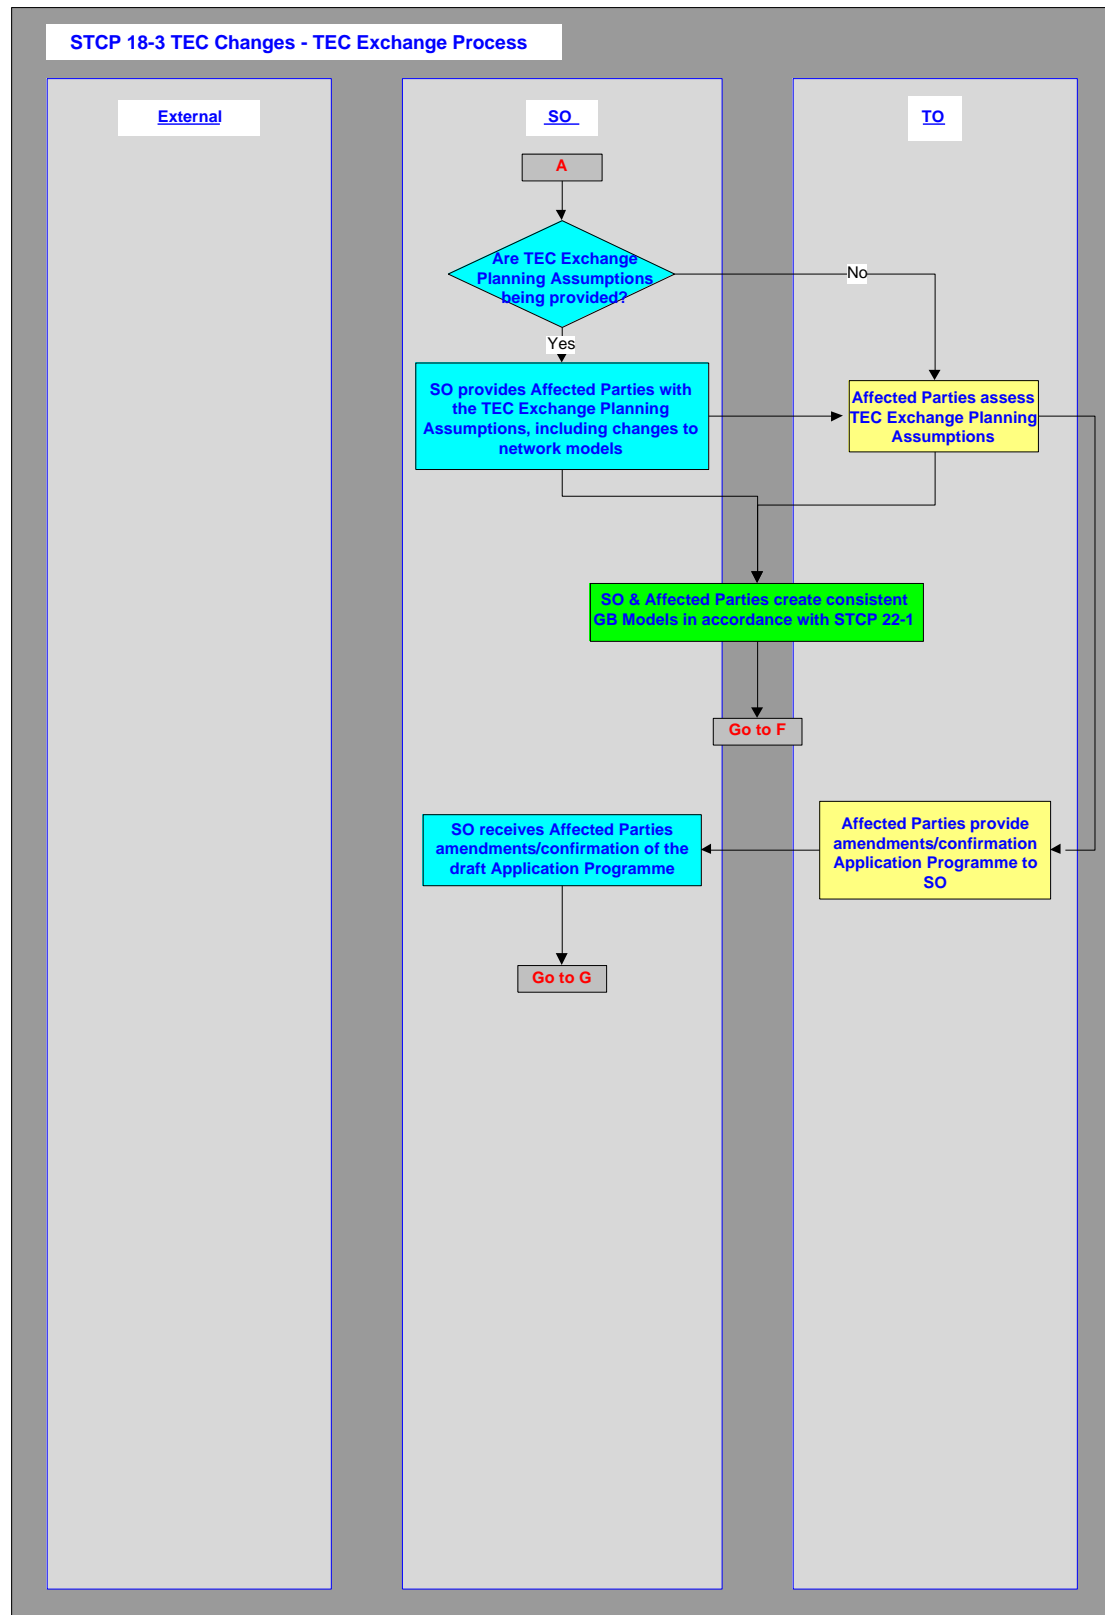 STCP 18-3 TEC Changes - TEC Exchange Process
External
SO
TO
A
Are TEC Exchange
Planning Assumptions
being provided?
No
Yes
SO provides Affected Parties with
the TEC Exchange Planning
Assumptions, including changes to
network models
Affected Parties assess
TEC Exchange Planning
Assumptions
SO & Affected Parties create consistent
GB Models in accordance with STCP 22-1
Go to F
SO receives Affected Parties
amendments/confirmation of the
draft Application Programme
Affected Parties provide
amendments/confirmation
Application Programme to
SO
Go to G